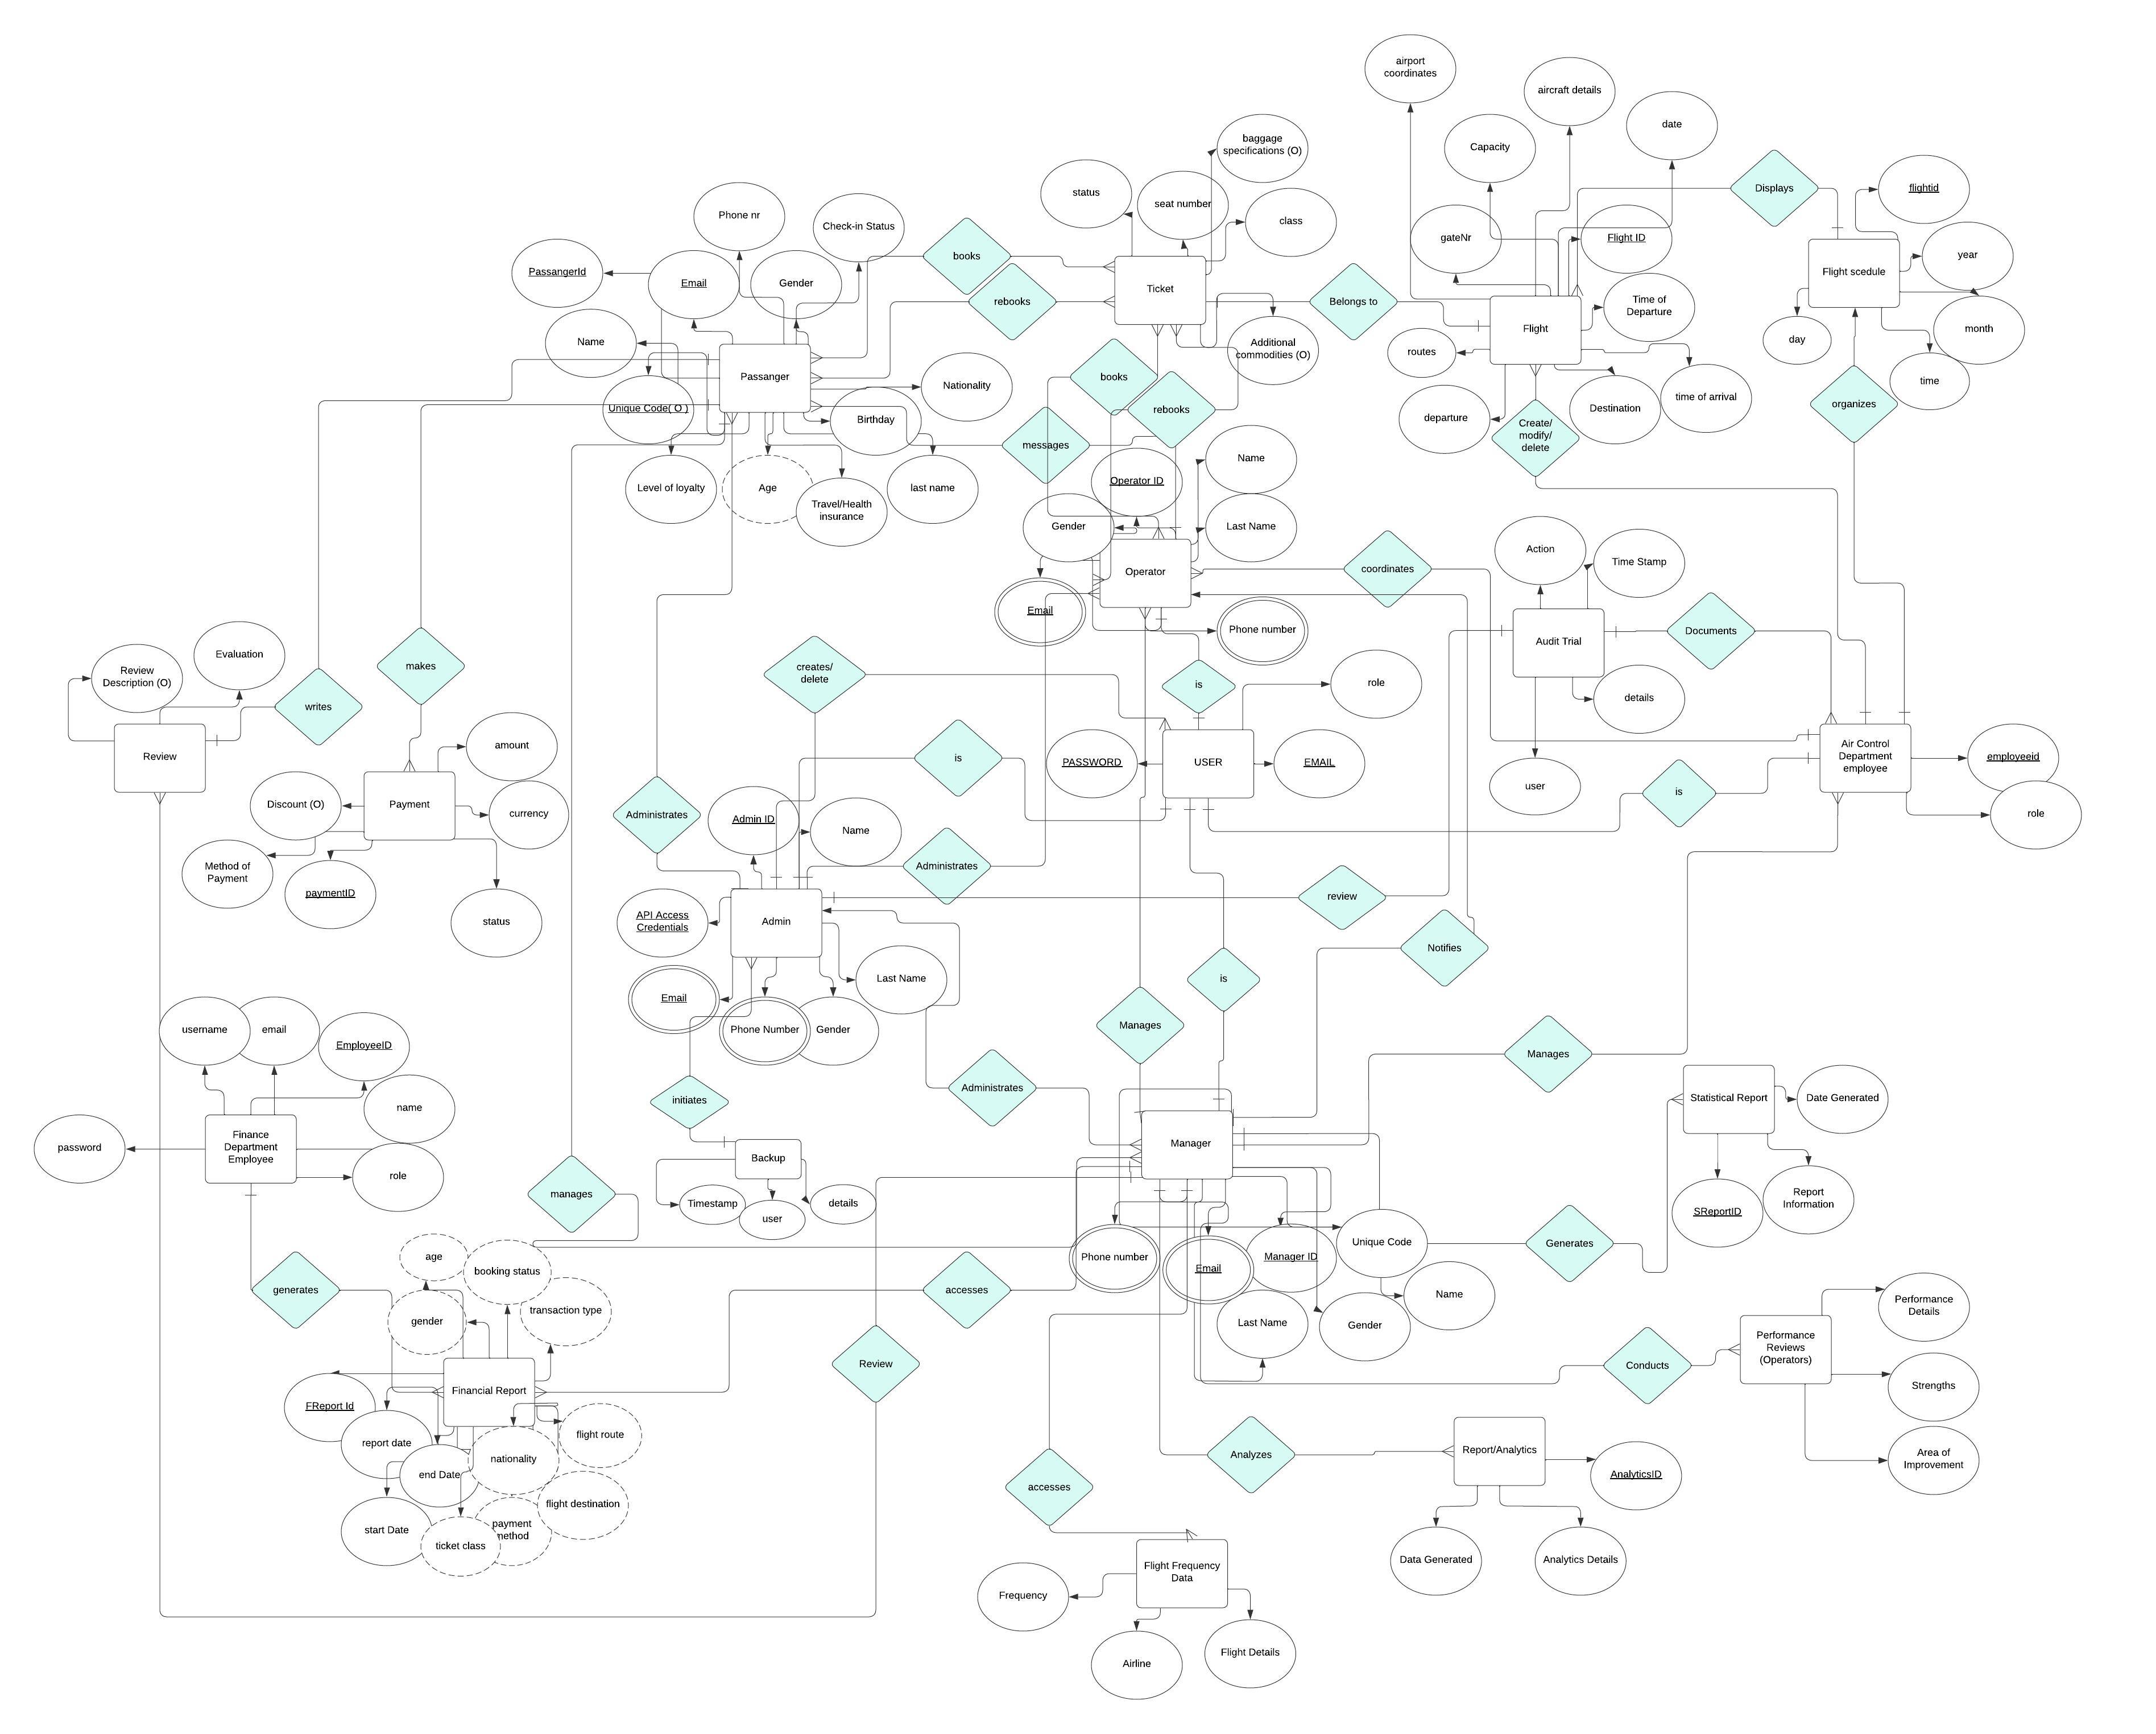 airport
coordinates
aircraft details
date
Capacity
baggage
specifications (O)
status
seat number
class
Displays
flightid
Phone nr
Check-in Status
books
gateNr
Flight ID
year
PassangerId
Email
Gender
rebooks
Ticket
Belongs to
Time of
Departure
Flight scedule
Flight
month
day
Name
Additional
commodities (O)
routes
time
Passanger
Nationality
books
rebooks
departure
Destination
time of arrival
organizes
Create/
modify/
delete
Unique Code( O )
Birthday
messages
Level of loyalty
Age
Travel/Health
insurance
last name
Operator ID
Name
Gender
Last Name
Operator
coordinates
Action
Time Stamp
Email
Phone number
Audit Trial
Documents
details
user
Review
Description (O)
Evaluation
makes
writes
creates/
delete
is
role
Review
amount
is
PASSWORD
USER
EMAIL
Air Control
Department
employee
employeeid
role
is
Discount (O)
Payment
currency
Administrates
Admin ID
Name
Administrates
Method of
Payment
paymentID
status
API Access
Credentials
Admin
review
Notifies
Last Name
is
Email
Phone Number
Gender
Manages
Manages
username
email
EmployeeID
name
password
Finance
Department
Employee
role
initiates
Administrates
Manager
Statistical Report
Date Generated
Backup
manages
Timestamp
user
details
SReportID
Report
Information
Phone number
Email
Manager ID
Unique Code
Generates
generates
age
booking status
transaction type
gender
accesses
Last Name
Gender
Name
Performance
Details
Performance
Reviews
(Operators)
Conducts
Strengths
Area of
Improvement
Review
FReport Id
Financial Report
report date
end Date
nationality
flight route
flight destination
start Date
ticket class
payment
method
Analyzes
Report/Analytics
AnalyticsID
accesses
Data Generated
Analytics Details
Flight Frequency
Data
Frequency
Airline
Flight Details